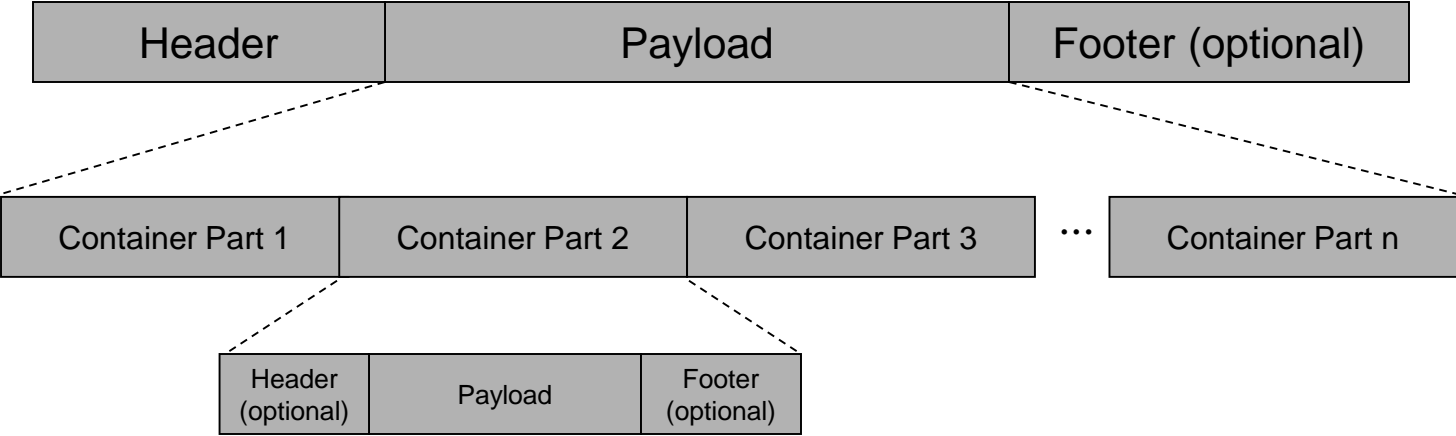 Header
Payload
Footer (optional)
Container Part 1
Container Part 2
Container Part 3
...
Container Part n
Header
(optional)
Payload
Footer
(optional)